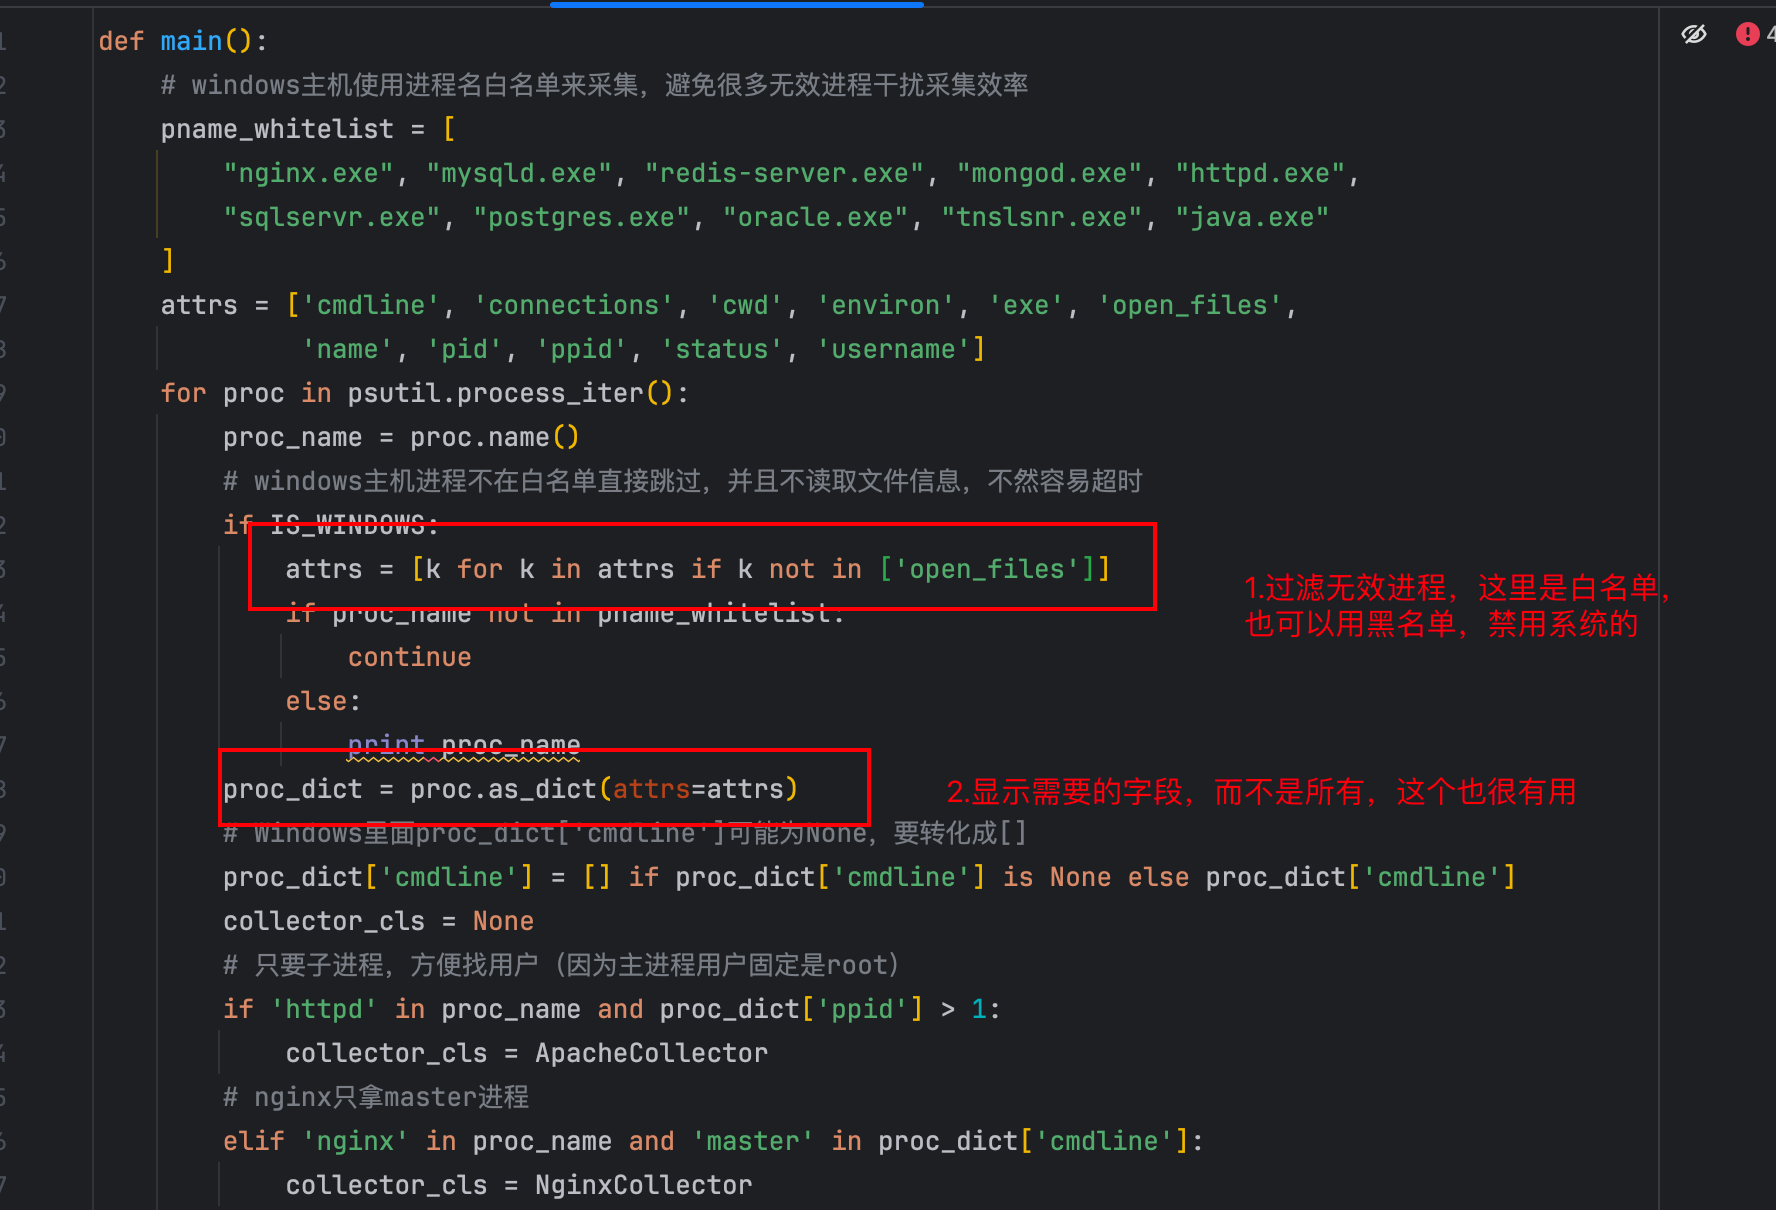 def main():
# windows主机使用进程名白名单来采集，避免很多无效进程干扰采集效率
pname_whitelist = [
"nginx.exe", "mysqld.exe", "redis-server.exe", "mongod.exe", "httpd.exe",
"sqlservr.exe", "postgres.exe", "oracle.exe", "tnslsnr.exe", "java.exe"
]
attrs = ['cmdline', 'connections', 'cwd', 'environ', 'exe', 'open_files',
'name', 'pid', 'ppid', 'status', 'username']
for proc in psutil.process_iter():
proc_name = proc.name()
# windows主机进程不在白名单直接跳过，并且不读取文件信息，不然容易超时
if IS_WINDOWS:
attrs = [k for k in attrs if k not in ['open_files']]
1.过滤无效进程，这里是白名单，
也可以用黑名单，禁用系统的
if proc_name not in pname_whitelist:
continue
else:
print proc_name
proc_dict = proc.as_dict(attrs=attrs)
2.显示需要的字段，而不是所有，这个也很有用
# Windows里面proc_dict['cmdline']可能为None，要转化成[]
proc_dict['cmdline'] = [] if proc_dict['cmdline'] is None else proc_dict['cmdline']
collector_cls = None
# 只要子进程，方便找用户（因为主进程用户固定是root）
if 'httpd' in proc_name and proc_dict['ppid'] > 1:
collector_cls = ApacheCollector
# nginx只拿master进程
elif 'nginx' in proc_name and 'master' in proc_dict['cmdline']:
collector_cls = NginxCollector